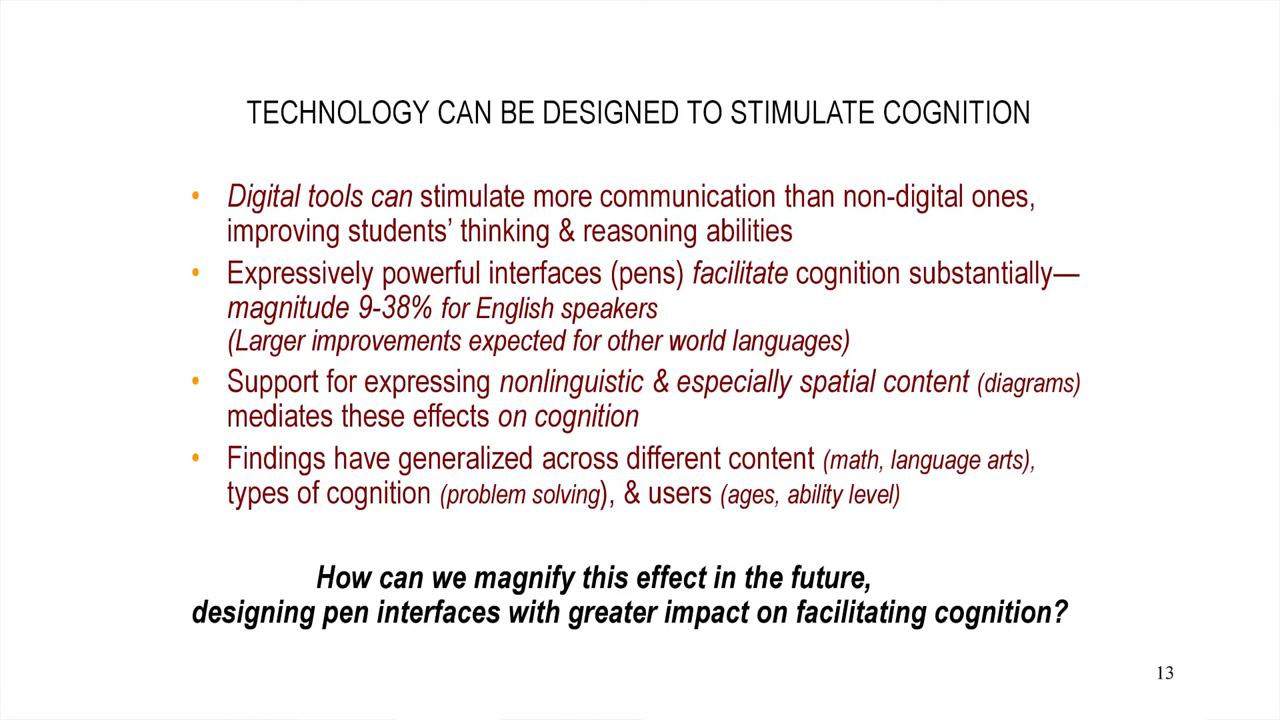 TECHNOLOGY CAN BE DESIGNED TO STIMULATE COGNITION
• Digital tools can stimulate more communication than non-digital ones,
improving students' thinking & reasoning abilities
• Expressively powerful interfaces (pens) facilitate cognition substantially—
magnitude 9-38% for English speakers
(Larger improvements expected for other world languages)
• Support for expressing nonlinguistic & especially spatial content (diagrams)
mediates these effects on cognition
• Findings have generalized across different content (math, language arts),
types of cognition (problem solving), & users (ages, ability level)
How can we magnify this effect in the future,
designing pen interfaces with greater impact on facilitating cognition?
13